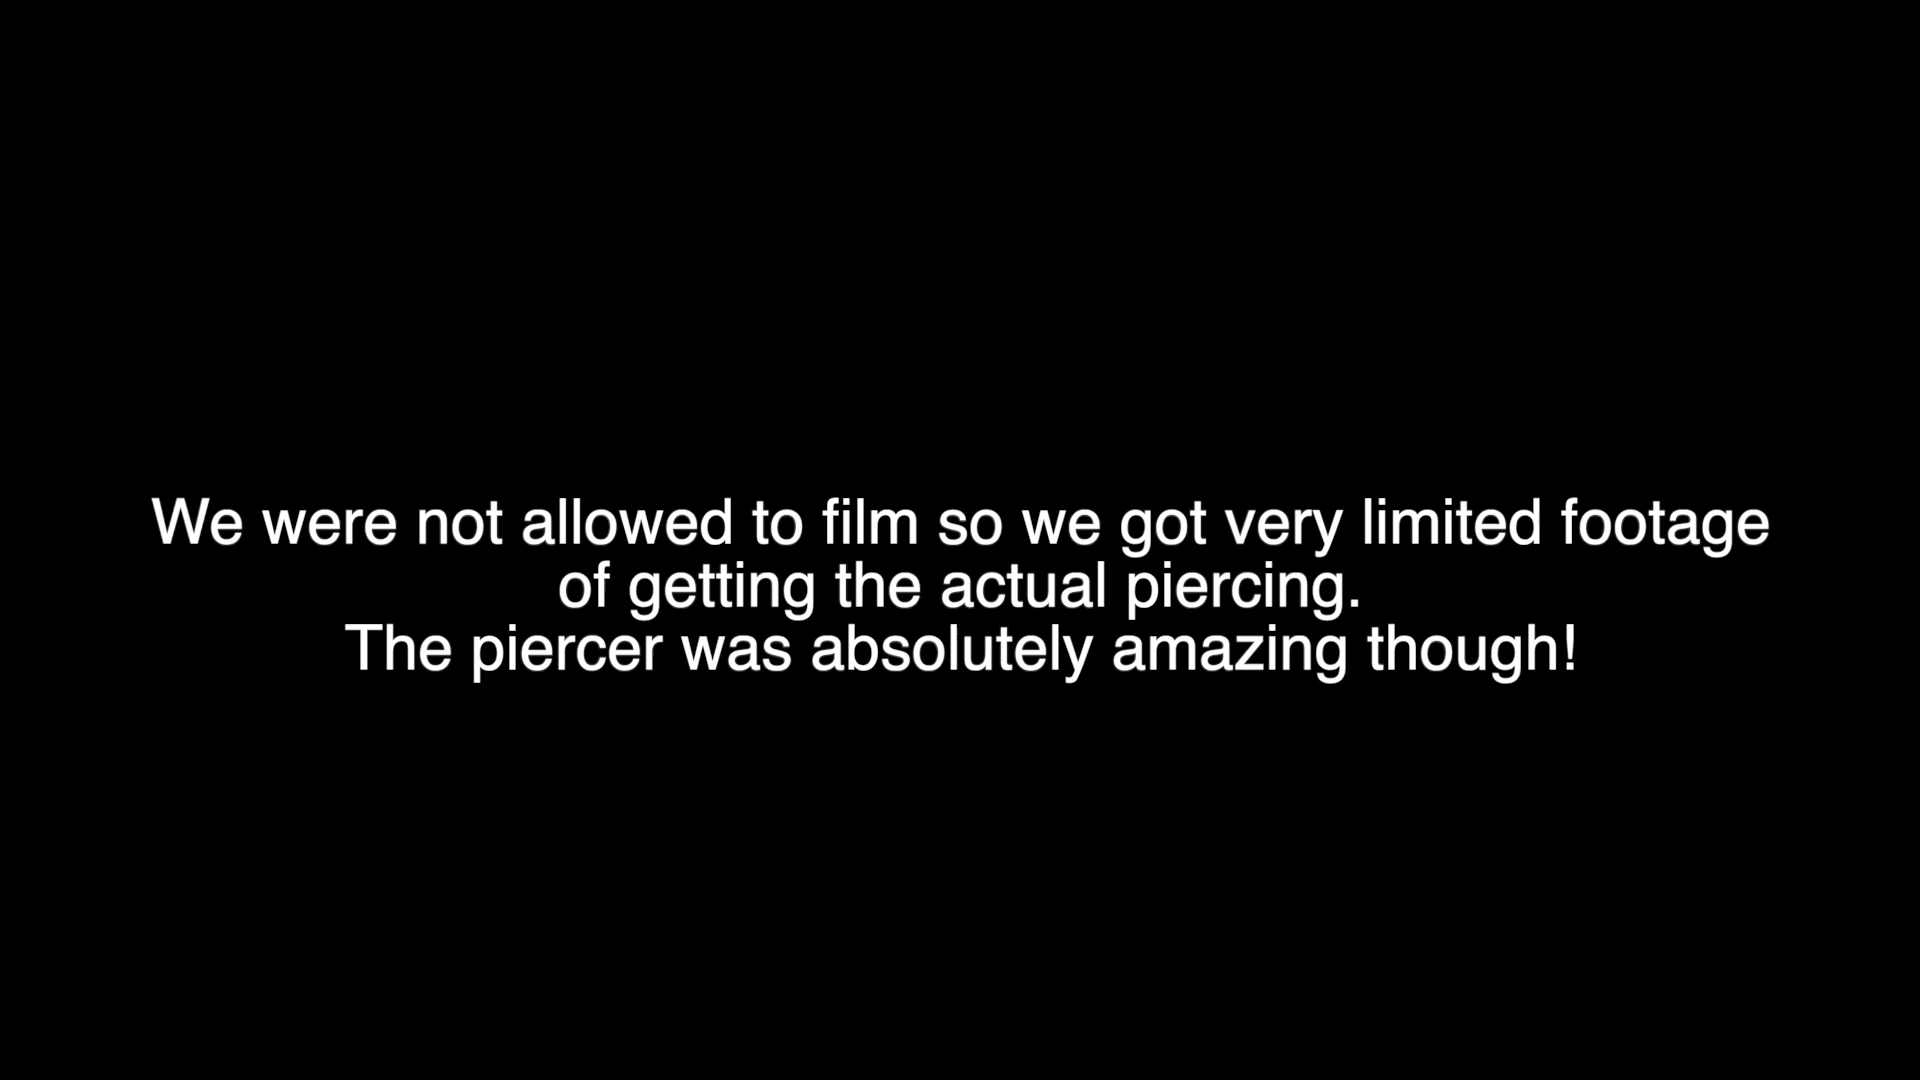 We were not allowed to film so we got very limited footage
of getting the actual piercing.
The piercer was absolutely amazing though!